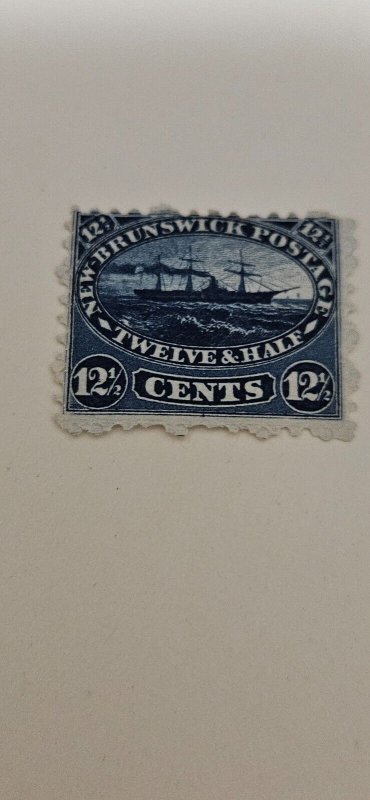 12½ 12½
NEW-BRUNSWICK POSTAGE
TWELVE & HALF
12½ CENTS 12½